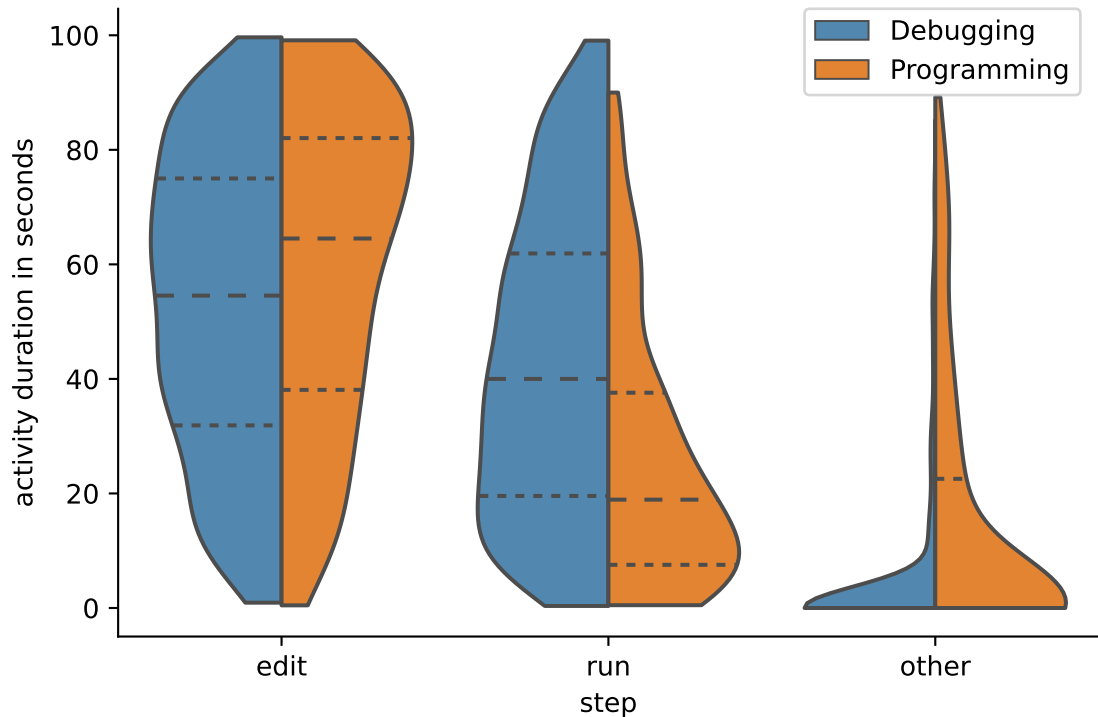 Debugging
Programming
activity duration in seconds
100
80
60
40
20
0
edit
run
other
step